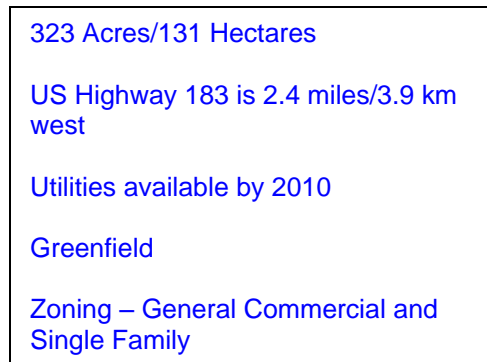 323 Acres/131 Hectares
US Highway 183 is 2.4 miles/3.9 km
west
Utilities available by 2010
Greenfield
Zoning – General Commercial and
Single Family